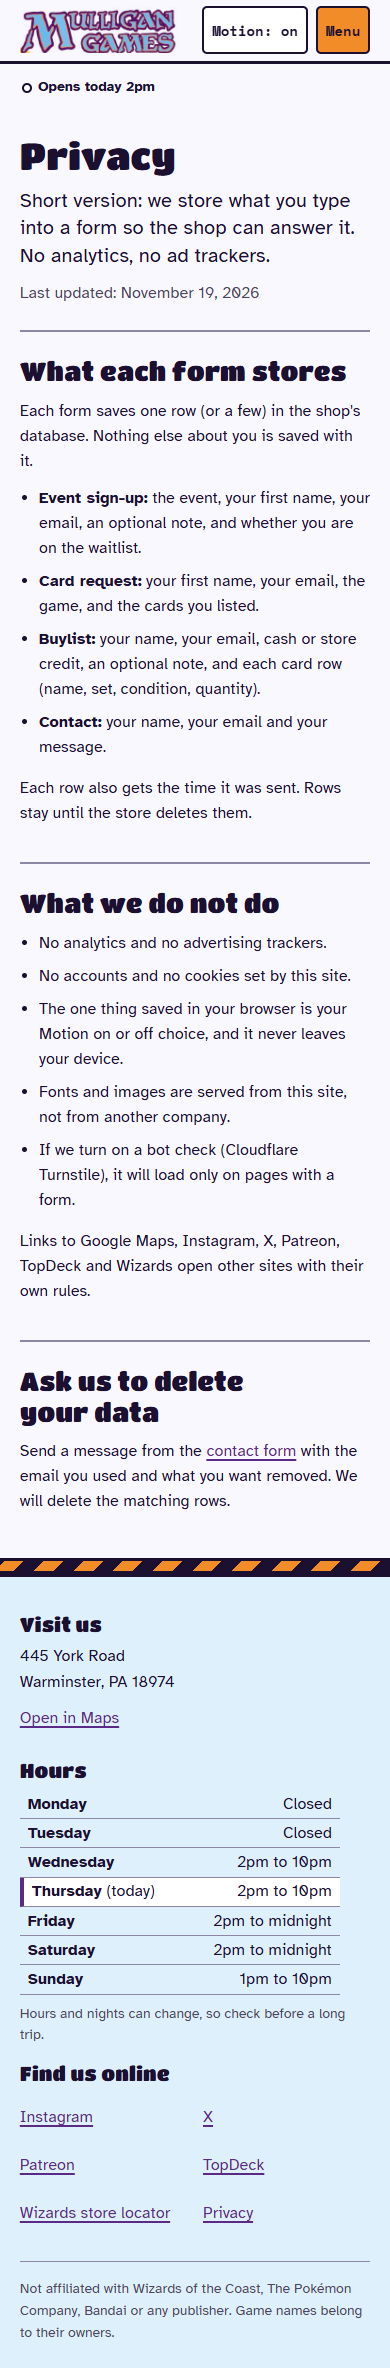 MULLIGAN
GAMES
Motion: on
Menu
Opens today 2pm
Privacy
Short version: we store what you type
into a form so the shop can answer it.
No analytics, no ad trackers.
Last updated: November 19, 2026
What each form stores
Each form saves one row (or a few) in the shop's
database. Nothing else about you is saved with
it.
• Event sign-up: the event, your first name, your
email, an optional note, and whether you are
on the waitlist.
• Card request: your first name, your email, the
game, and the cards you listed.
• Buylist: your name, your email, cash or store
credit, an optional note, and each card row
(name, set, condition, quantity).
• Contact: your name, your email and your
message.
Each row also gets the time it was sent. Rows
stay until the store deletes them.
What we do not do
• No analytics and no advertising trackers.
• No accounts and no cookies set by this site.
• The one thing saved in your browser is your
Motion on or off choice, and it never leaves
your device.
• Fonts and images are served from this site,
not from another company.
• If we turn on a bot check (Cloudflare
Turnstile), it will load only on pages with a
form.
Links to Google Maps, Instagram, X, Patreon,
TopDeck and Wizards open other sites with their
own rules.
Ask us to delete
your data
Send a message from the contact form with the
email you used and what you want removed. We
will delete the matching rows.
Visit us
445 York Road
Warminster, PA 18974
Open in Maps
Hours
Monday Closed
Tuesday Closed
Wednesday 2pm to 10pm
Thursday (today) 2pm to 10pm
Friday 2pm to midnight
Saturday 2pm to midnight
Sunday 1pm to 10pm
Hours and nights can change, so check before a long
trip.
Find us online
Instagram X
Patreon TopDeck
Wizards store locator Privacy
Not affiliated with Wizards of the Coast, The Pokémon
Company, Bandai or any publisher. Game names belong
to their owners.